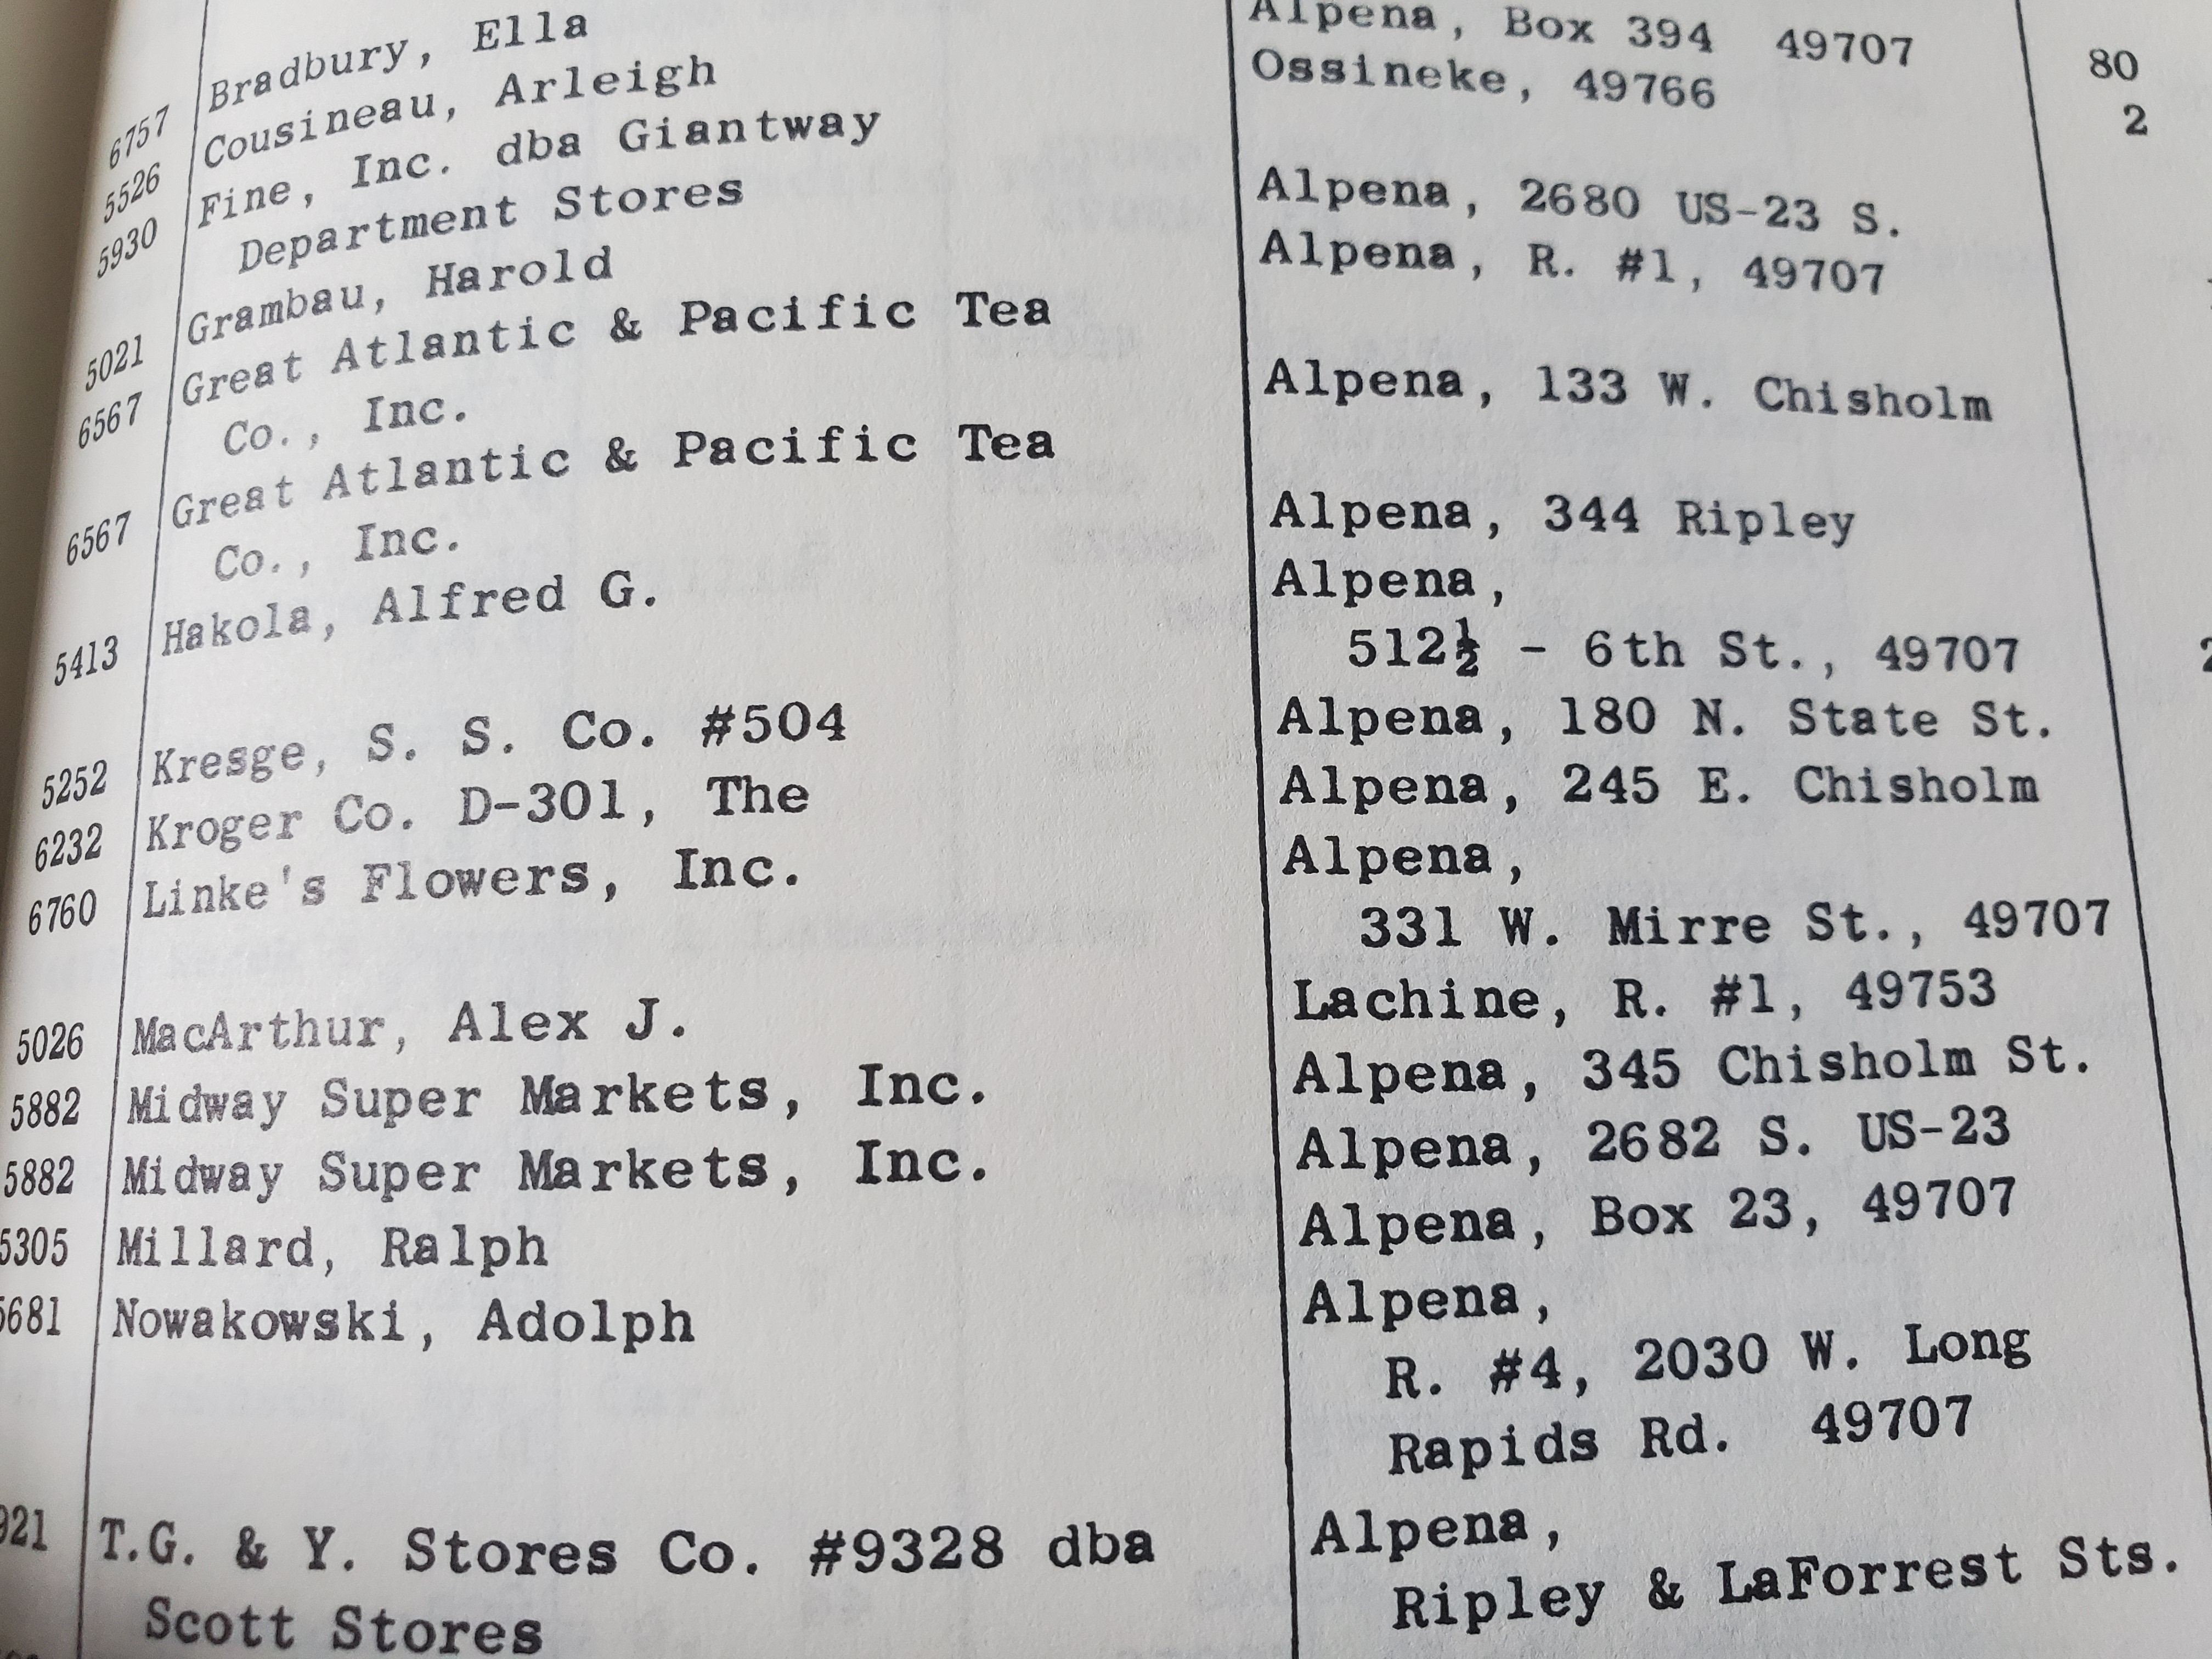 6757 Bradbury, Ella Alpena, Box 394 49707 80
5526 Cousineau, Arleigh Ossineke, 49766 2
5930 Fine, Inc. dba Giantway
Department Stores Alpena, 2680 US-23 S.
5021 Grambau, Harold Alpena, R. #1, 49707
6567 Great Atlantic & Pacific Tea
Co., Inc. Alpena, 133 W. Chisholm
6567 Great Atlantic & Pacific Tea
Co., Inc. Alpena, 344 Ripley
5413 Hakola, Alfred G. Alpena,
512½ - 6th St., 49707
5252 Kresge, S. S. Co. #504 Alpena, 180 N. State St.
6232 Kroger Co. D-301, The Alpena, 245 E. Chisholm
6760 Linke's Flowers, Inc. Alpena,
331 W. Mirre St., 49707
5026 MacArthur, Alex J. Lachine, R. #1, 49753
5882 Midway Super Markets, Inc. Alpena, 345 Chisholm St.
5882 Midway Super Markets, Inc. Alpena, 2682 S. US-23
5305 Millard, Ralph Alpena, Box 23, 49707
5681 Nowakowski, Adolph Alpena,
R. #4, 2030 W. Long
Rapids Rd. 49707
921 T.G. & Y. Stores Co. #9328 dba Alpena,
Scott Stores Ripley & LaForrest Sts.